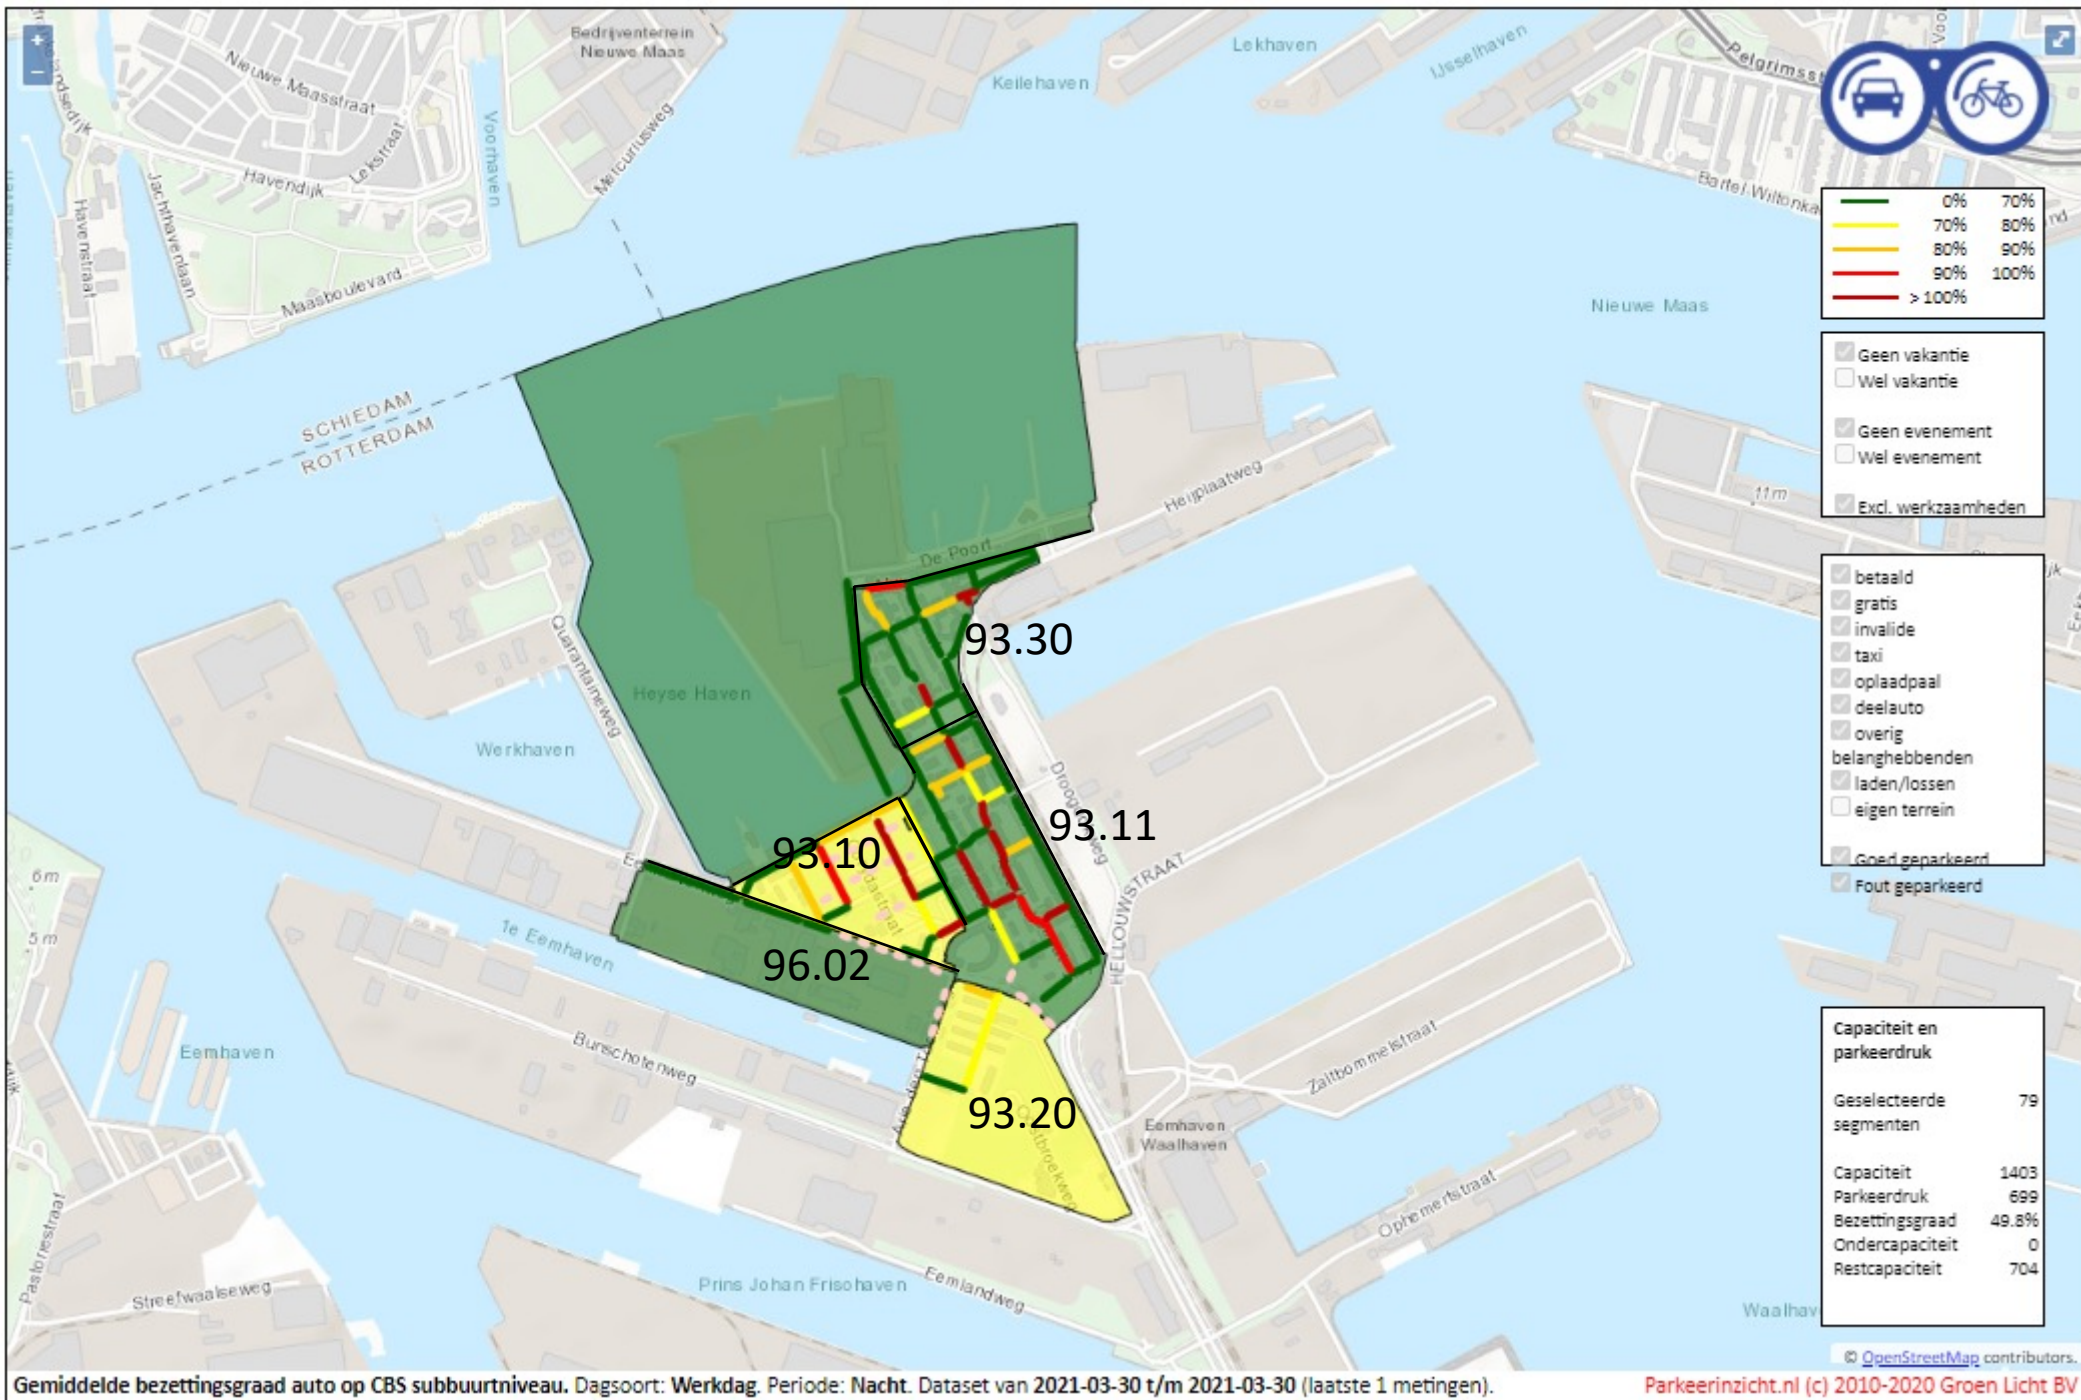 Bedrijventerrein
Nieuwe Maas
Lekhaven
IJsselhaven
Keilehaven
Nieuwe Maasstraat
Lekstraat
Havendijk
Voorhaven
Mercuriusweg
Jachthavenlaan
Havenstraat
Maasboulevard
Nieuwe Maas
SCHIEDAM
ROTTERDAM
0% 70%
70% 80%
80% 90%
90% 100%
> 100%
Geen vakantie
Wel vakantie
Geen evenement
Wel evenement
Excl. werkzaamheden
11 m
Heijplaatweg
De Poort
betaald
gratis
invalide
taxi
oplaadpaal
deelauto
overig
belanghebbenden
laden/lossen
eigen terrein
Goed geparkeerd
Fout geparkeerd
Quarantaineweg
Heyse Haven
Werkhaven
93.30
93.11
93.10
96.02
93.20
HELLOUWSTRAAT
6 m
5 m
1e Eemhaven
Eemhaven
Bunschotenweg
Zaltbommelstraat
Eemhaven
Waalhaven
Ophemertstraat
Pastoriestraat
Streefwaalseweg
Prins Johan Frisohaven
Eemlandweg
Capaciteit en
parkeerdruk
Geselecteerde 79
segmenten
Capaciteit 1403
Parkeerdruk 699
Bezettingsgraad 49.8%
Ondercapaciteit 0
Restcapaciteit 704
© OpenStreetMap contributors.
Gemiddelde bezettingsgraad auto op CBS subbuurtniveau. Dagsoort: Werkdag. Periode: Nacht. Dataset van 2021-03-30 t/m 2021-03-30 (laatste 1 metingen).
Parkeerinzicht.nl (c) 2010-2020 Groen Licht BV